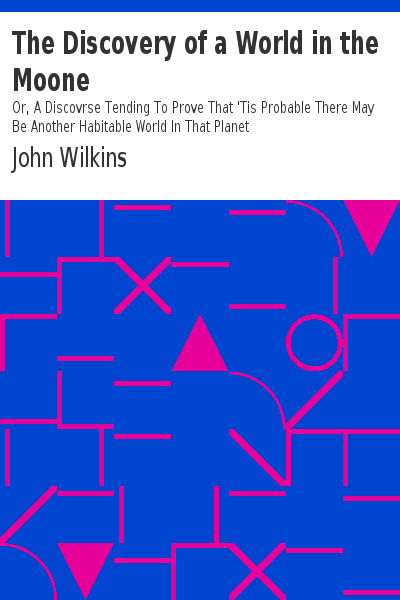 The Discovery of a World in the
Moone
Or, A Discovrse Tending To Prove That 'Tis Probable There May
Be Another Habitable World In That Planet
John Wilkins